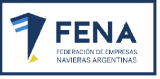 FENA
FEDERACIÓN DE EMPRESAS
NAVIERAS ARGENTINAS